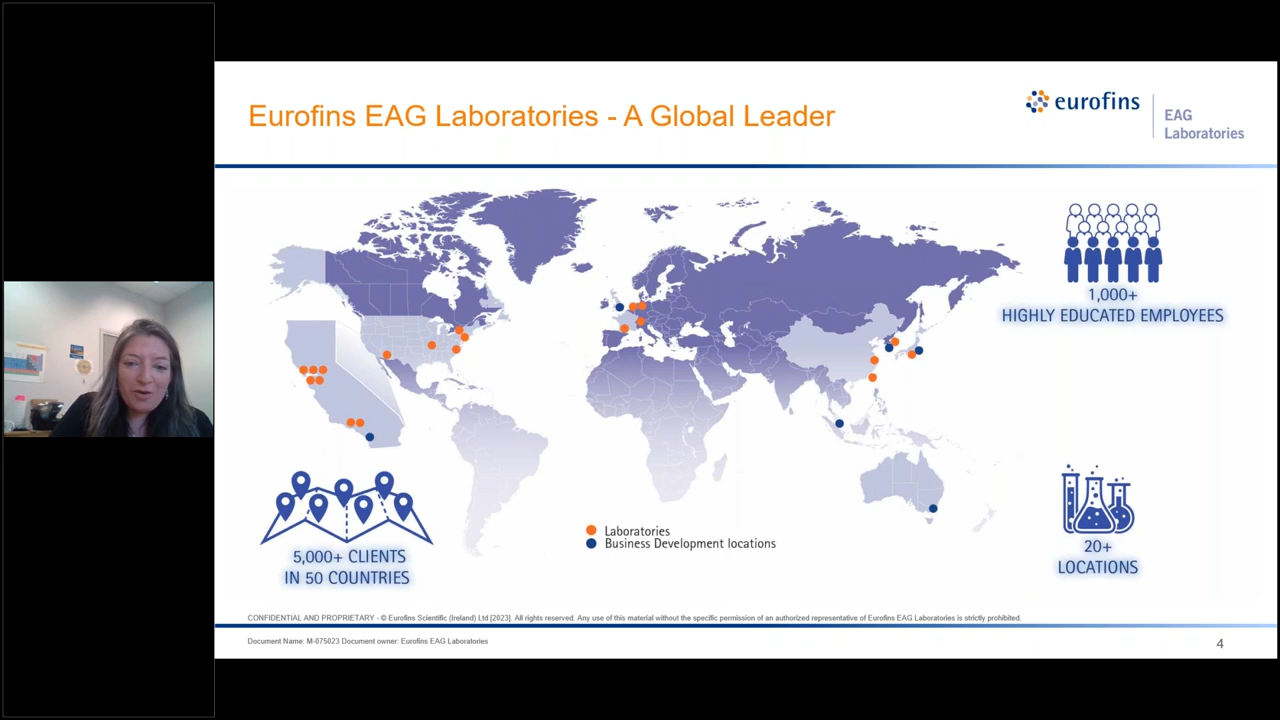 Eurofins EAG Laboratories - A Global Leader
eurofins
EAG
Laboratories
1,000+
HIGHLY EDUCATED EMPLOYEES
5,000+ CLIENTS
IN 50 COUNTRIES
Laboratories
Business Development locations
20+
LOCATIONS
CONFIDENTIAL AND PROPRIETARY - © Eurofins Scientific (Ireland) Ltd [2023]. All rights reserved. Any use of this material without the specific permission of an authorized representative of Eurofins EAG Laboratories is strictly prohibited.
Document Name: M-075023 Document owner: Eurofins EAG Laboratories
4